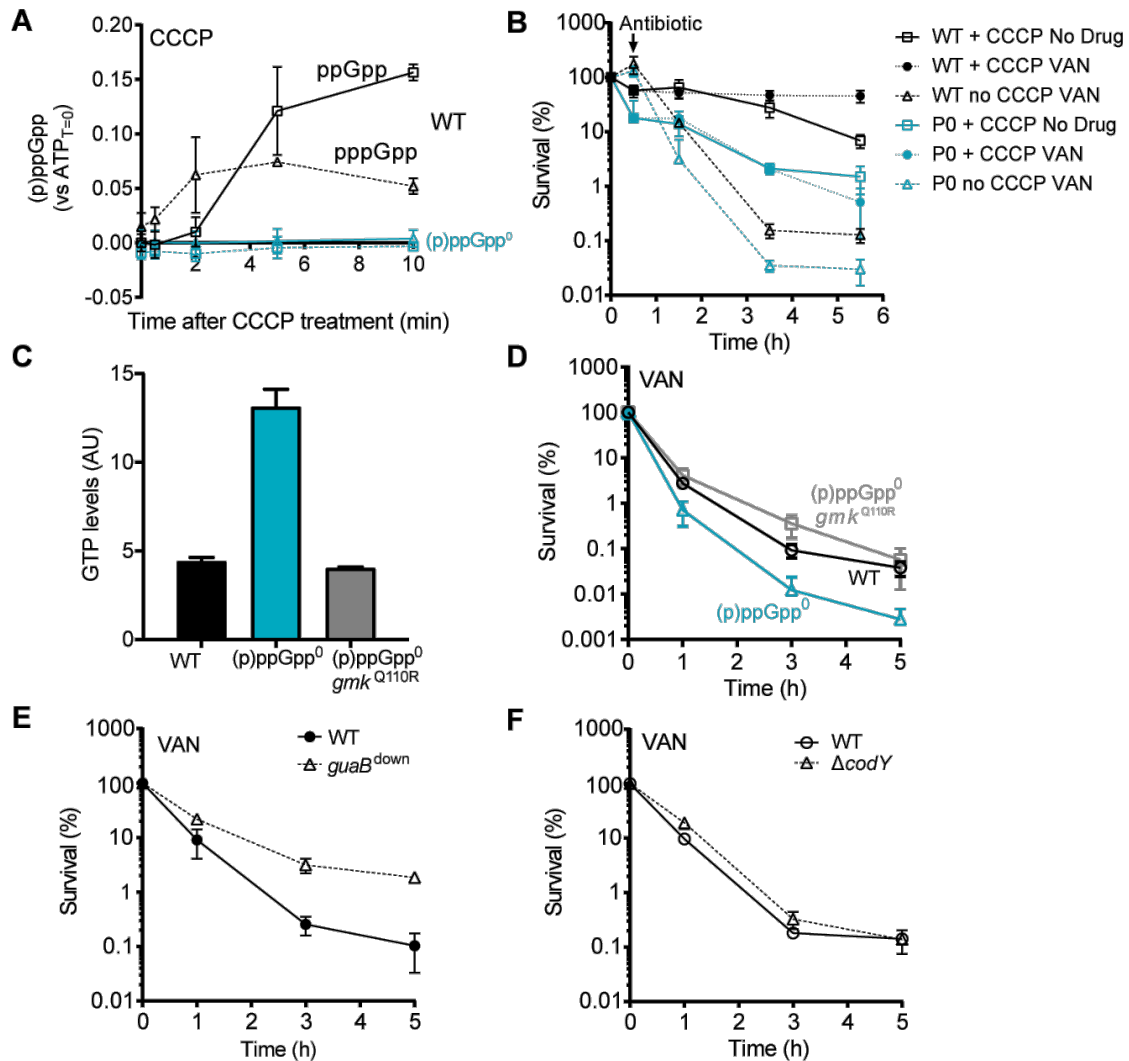 A
CCCP
ppGpp
WT
pppGpp
(p)ppGpp⁰
(p)ppGpp
(vs ATP_T=0)
0.20
0.15
0.10
0.05
0.00
-0.05
2
4
6
8
10
Time after CCCP treatment (min)
B
Antibiotic
Survival (%)
1000
100
10
1
0.1
0.01
0
1
2
3
4
5
6
Time (h)
WT + CCCP No Drug
WT + CCCP VAN
WT no CCCP VAN
P0 + CCCP No Drug
P0 + CCCP VAN
P0 no CCCP VAN
C
GTP levels (AU)
15
10
5
0
WT
(p)ppGpp⁰
(p)ppGpp⁰
gmk Q110R
D
VAN
Survival (%)
1000
100
10
1
0.1
0.01
0.001
(p)ppGpp⁰
gmk Q110R
WT
(p)ppGpp⁰
0
1
2
3
4
5
Time (h)
E
VAN
WT
guaB down
Survival (%)
1000
100
10
1
0.1
0.01
0
1
2
3
4
5
Time (h)
F
VAN
WT
ΔcodY
Survival (%)
1000
100
10
1
0.1
0.01
0
1
2
3
4
5
Time (h)